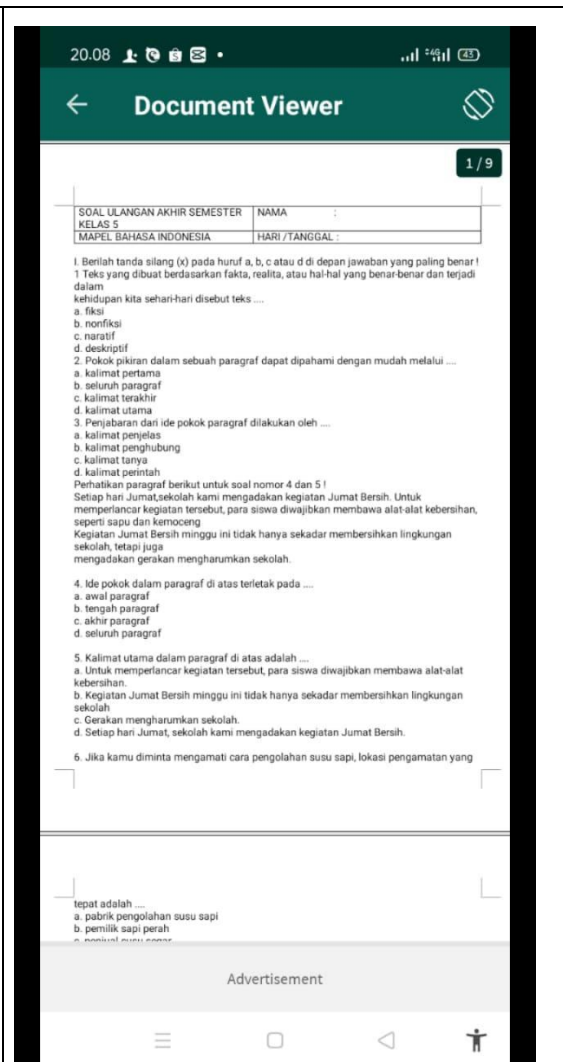 20.08
43
Document Viewer
1/9
SOAL ULANGAN AKHIR SEMESTER
KELAS 5
NAMA :
MAPEL BAHASA INDONESIA
HARI /TANGGAL :
I. Berilah tanda silang (x) pada huruf a, b, c atau d di depan jawaban yang paling benar !
1 Teks yang dibuat berdasarkan fakta, realita, atau hal-hal yang benar-benar dan terjadi
dalam
kehidupan kita sehari-hari disebut teks ....
a. fiksi
b. nonfiksi
c. naratif
d. deskriptif
2. Pokok pikiran dalam sebuah paragraf dapat dipahami dengan mudah melalui ....
a. kalimat pertama
b. seluruh paragraf
c. kalimat terakhir
d. kalimat utama
3. Penjabaran dari ide pokok paragraf dilakukan oleh ....
a. kalimat penjelas
b. kalimat penghubung
c. kalimat tanya
d. kalimat perintah
Perhatikan paragraf berikut untuk soal nomor 4 dan 5 !
Setiap hari Jumat,sekolah kami mengadakan kegiatan Jumat Bersih. Untuk
memperlancar kegiatan tersebut, para siswa diwajibkan membawa alat-alat kebersihan,
seperti sapu dan kemoceng
Kegiatan Jumat Bersih minggu ini tidak hanya sekadar membersihkan lingkungan
sekolah, tetapi juga
mengadakan gerakan mengharumkan sekolah.
4. Ide pokok dalam paragraf di atas terletak pada ....
a. awal paragraf
b. tengah paragraf
c. akhir paragraf
d. seluruh paragraf
5. Kalimat utama dalam paragraf di atas adalah ....
a. Untuk memperlancar kegiatan tersebut, para siswa diwajibkan membawa alat-alat
kebersihan.
b. Kegiatan Jumat Bersih minggu ini tidak hanya sekadar membersihkan lingkungan
sekolah
c. Gerakan mengharumkan sekolah.
d. Setiap hari Jumat, sekolah kami mengadakan kegiatan Jumat Bersih.
6. Jika kamu diminta mengamati cara pengolahan susu sapi, lokasi pengamatan yang
tepat adalah ....
a. pabrik pengolahan susu sapi
b. pemilik sapi perah
c. penjual susu segar
Advertisement